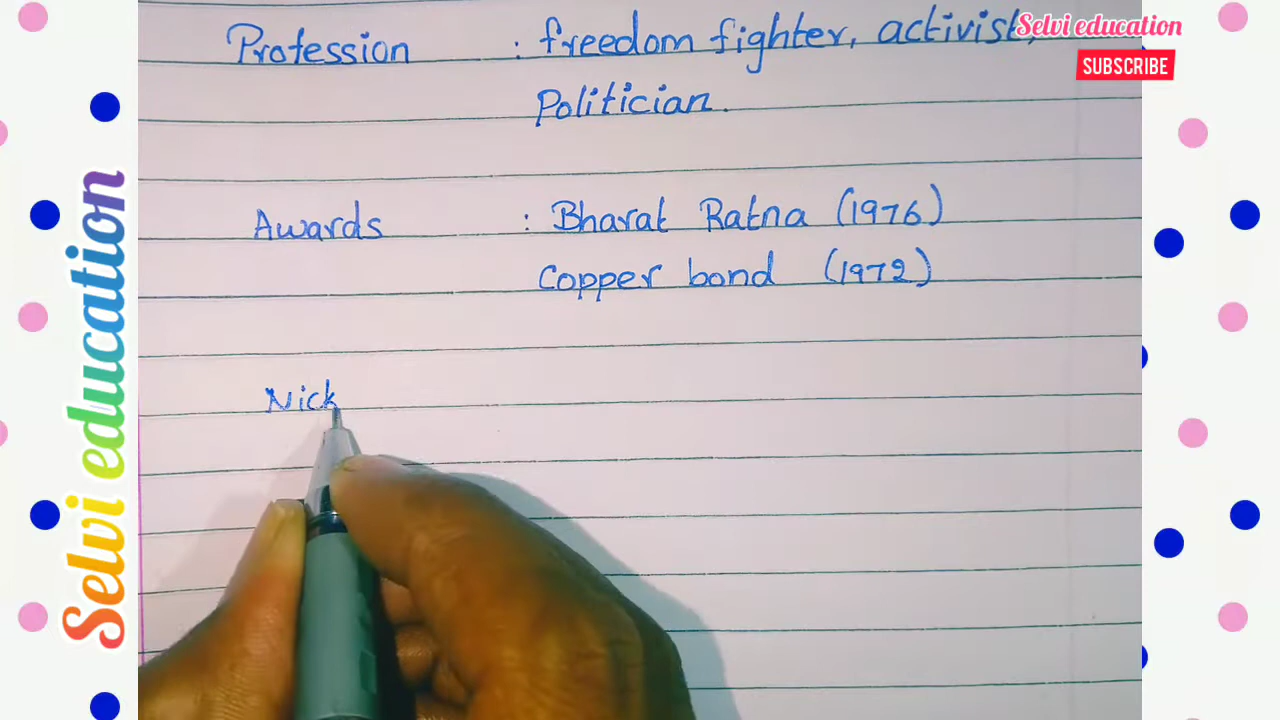 Selvi education
SUBSCRIBE
Profession : freedom fighter, activist,
Politician.
Awards : Bharat Ratna (1976)
Copper bond (1972)
Nick
Selvi education